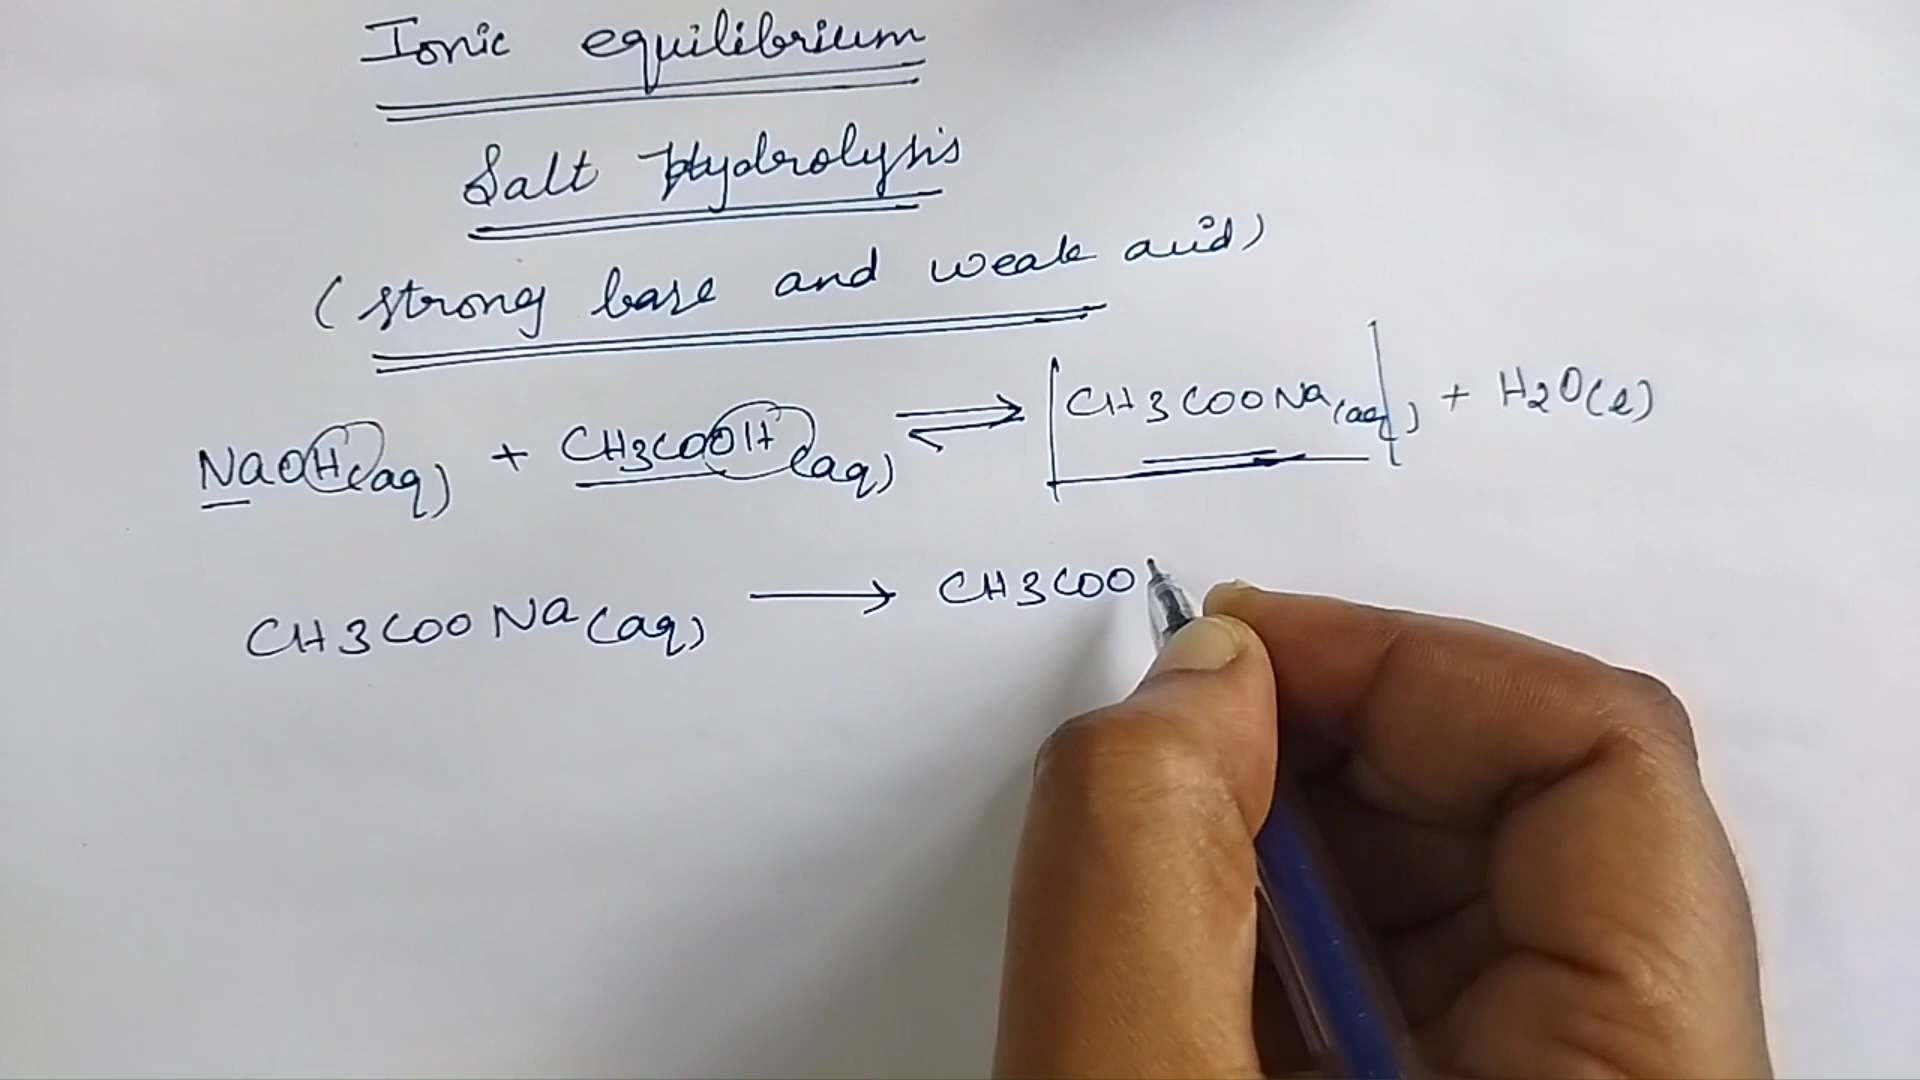 Ionic equilibrium
Salt Hydrolysis
(strong base and weak acid)
NaOH(aq) + CH3COOH(aq) ⇌ CH3COONa(aq) + H2O(l)
CH3COONa(aq) → CH3COO